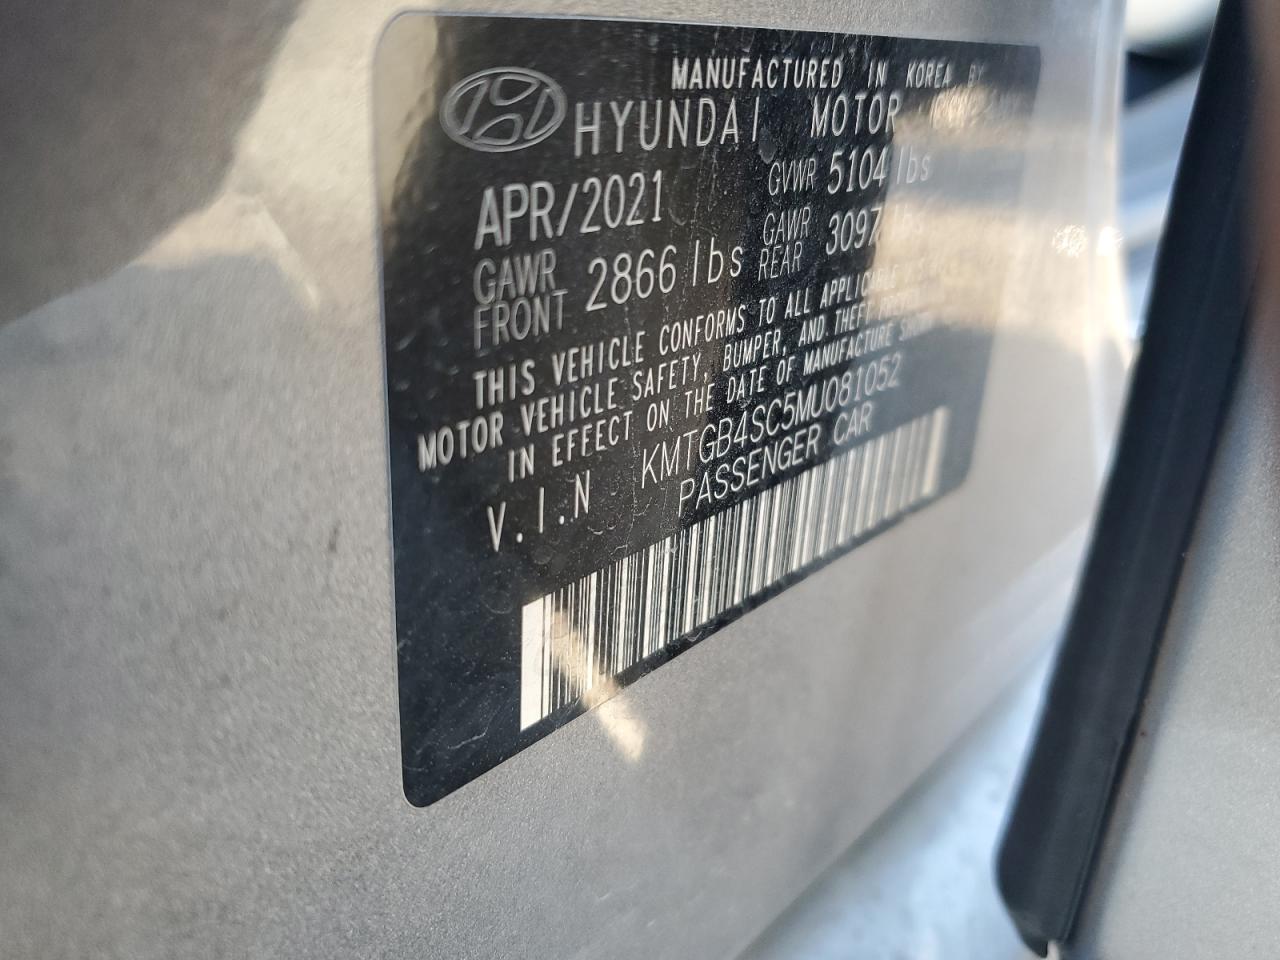 MANUFACTURED IN KOREA BY
HYUNDAI MOTOR
APR/2021 GVWR 5104 lbs
GAWR FRONT 2866 lbs GAWR REAR 3097 lbs
THIS VEHICLE CONFORMS TO ALL APPLICABLE
MOTOR VEHICLE SAFETY, BUMPER, AND THEFT
IN EFFECT ON THE DATE OF MANUFACTURE SHOWN
V.I.N KMTGB4SC5MU081052
PASSENGER CAR